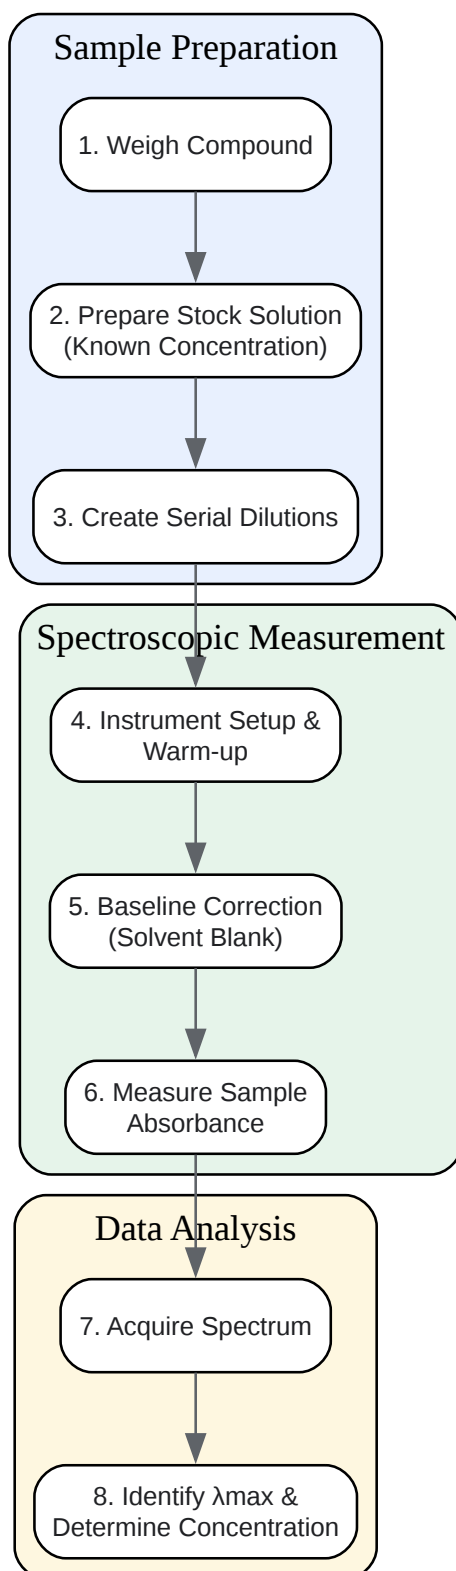 Sample Preparation
1. Weigh Compound
2. Prepare Stock Solution
(Known Concentration)
3. Create Serial Dilutions
Spectroscopic Measurement
4. Instrument Setup &
Warm-up
5. Baseline Correction
(Solvent Blank)
6. Measure Sample
Absorbance
Data Analysis
7. Acquire Spectrum
8. Identify λmax &
Determine Concentration